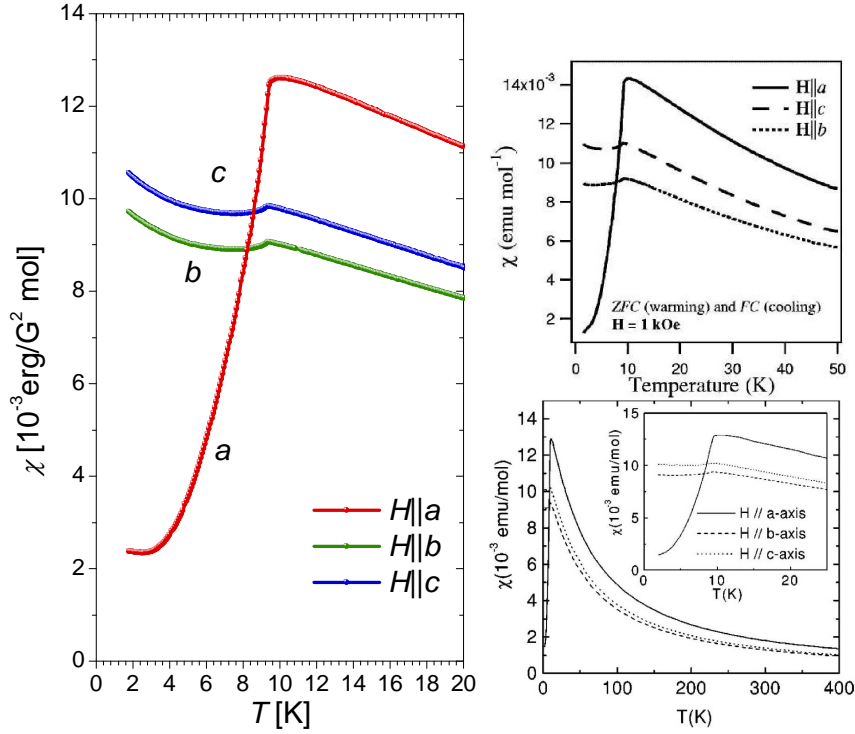 14
12
10
8
6
4
2
0
χ [10⁻³erg/G² mol]
c
b
a
H||a
H||b
H||c
0 2 4 6 8 10 12 14 16 18 20
T [K]
14x10⁻³
12
10
8
6
4
2
χ (emu mol⁻¹)
H||a
H||c
H||b
ZFC (warming) and FC (cooling)
H = 1 kOe
0 10 20 30 40 50
Temperature (K)
14
12
10
8
6
4
2
0
χ(10⁻³ emu/mol)
15
10
5
0
χ(10⁻³ emu/mol)
H // a-axis
H // b-axis
H // c-axis
0 10 20
T(K)
0 100 200 300 400
T(K)